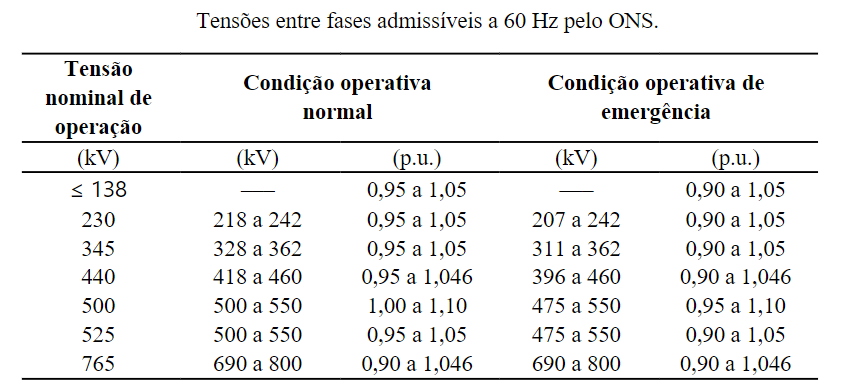 Tensões entre fases admissíveis a 60 Hz pelo ONS.
Tensão nominal de operação Condição operativa normal Condição operativa de emergência
(kV) (kV) (p.u.) (kV) (p.u.)
≤ 138 —– 0,95 a 1,05 —– 0,90 a 1,05
230 218 a 242 0,95 a 1,05 207 a 242 0,90 a 1,05
345 328 a 362 0,95 a 1,05 311 a 362 0,90 a 1,05
440 418 a 460 0,95 a 1,046 396 a 460 0,90 a 1,046
500 500 a 550 1,00 a 1,10 475 a 550 0,95 a 1,10
525 500 a 550 0,95 a 1,05 475 a 550 0,90 a 1,05
765 690 a 800 0,90 a 1,046 690 a 800 0,90 a 1,046